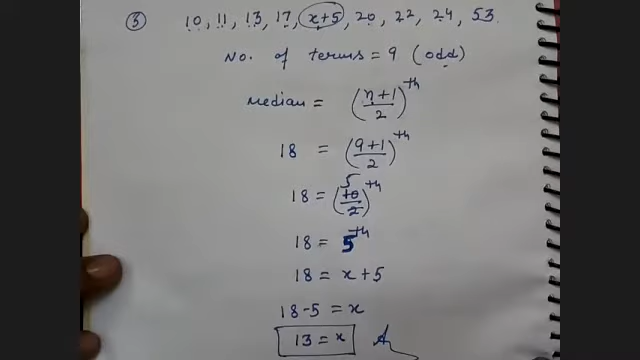 ③ 10, 11, 13, 17, x+5, 20, 22, 24, 53
No. of terms = 9 (odd)
Median = (n+1/2)th
18 = (9+1/2)th
18 = (10/2)th 5
18 = 5th
18 = x+5
18-5 = x
13 = x